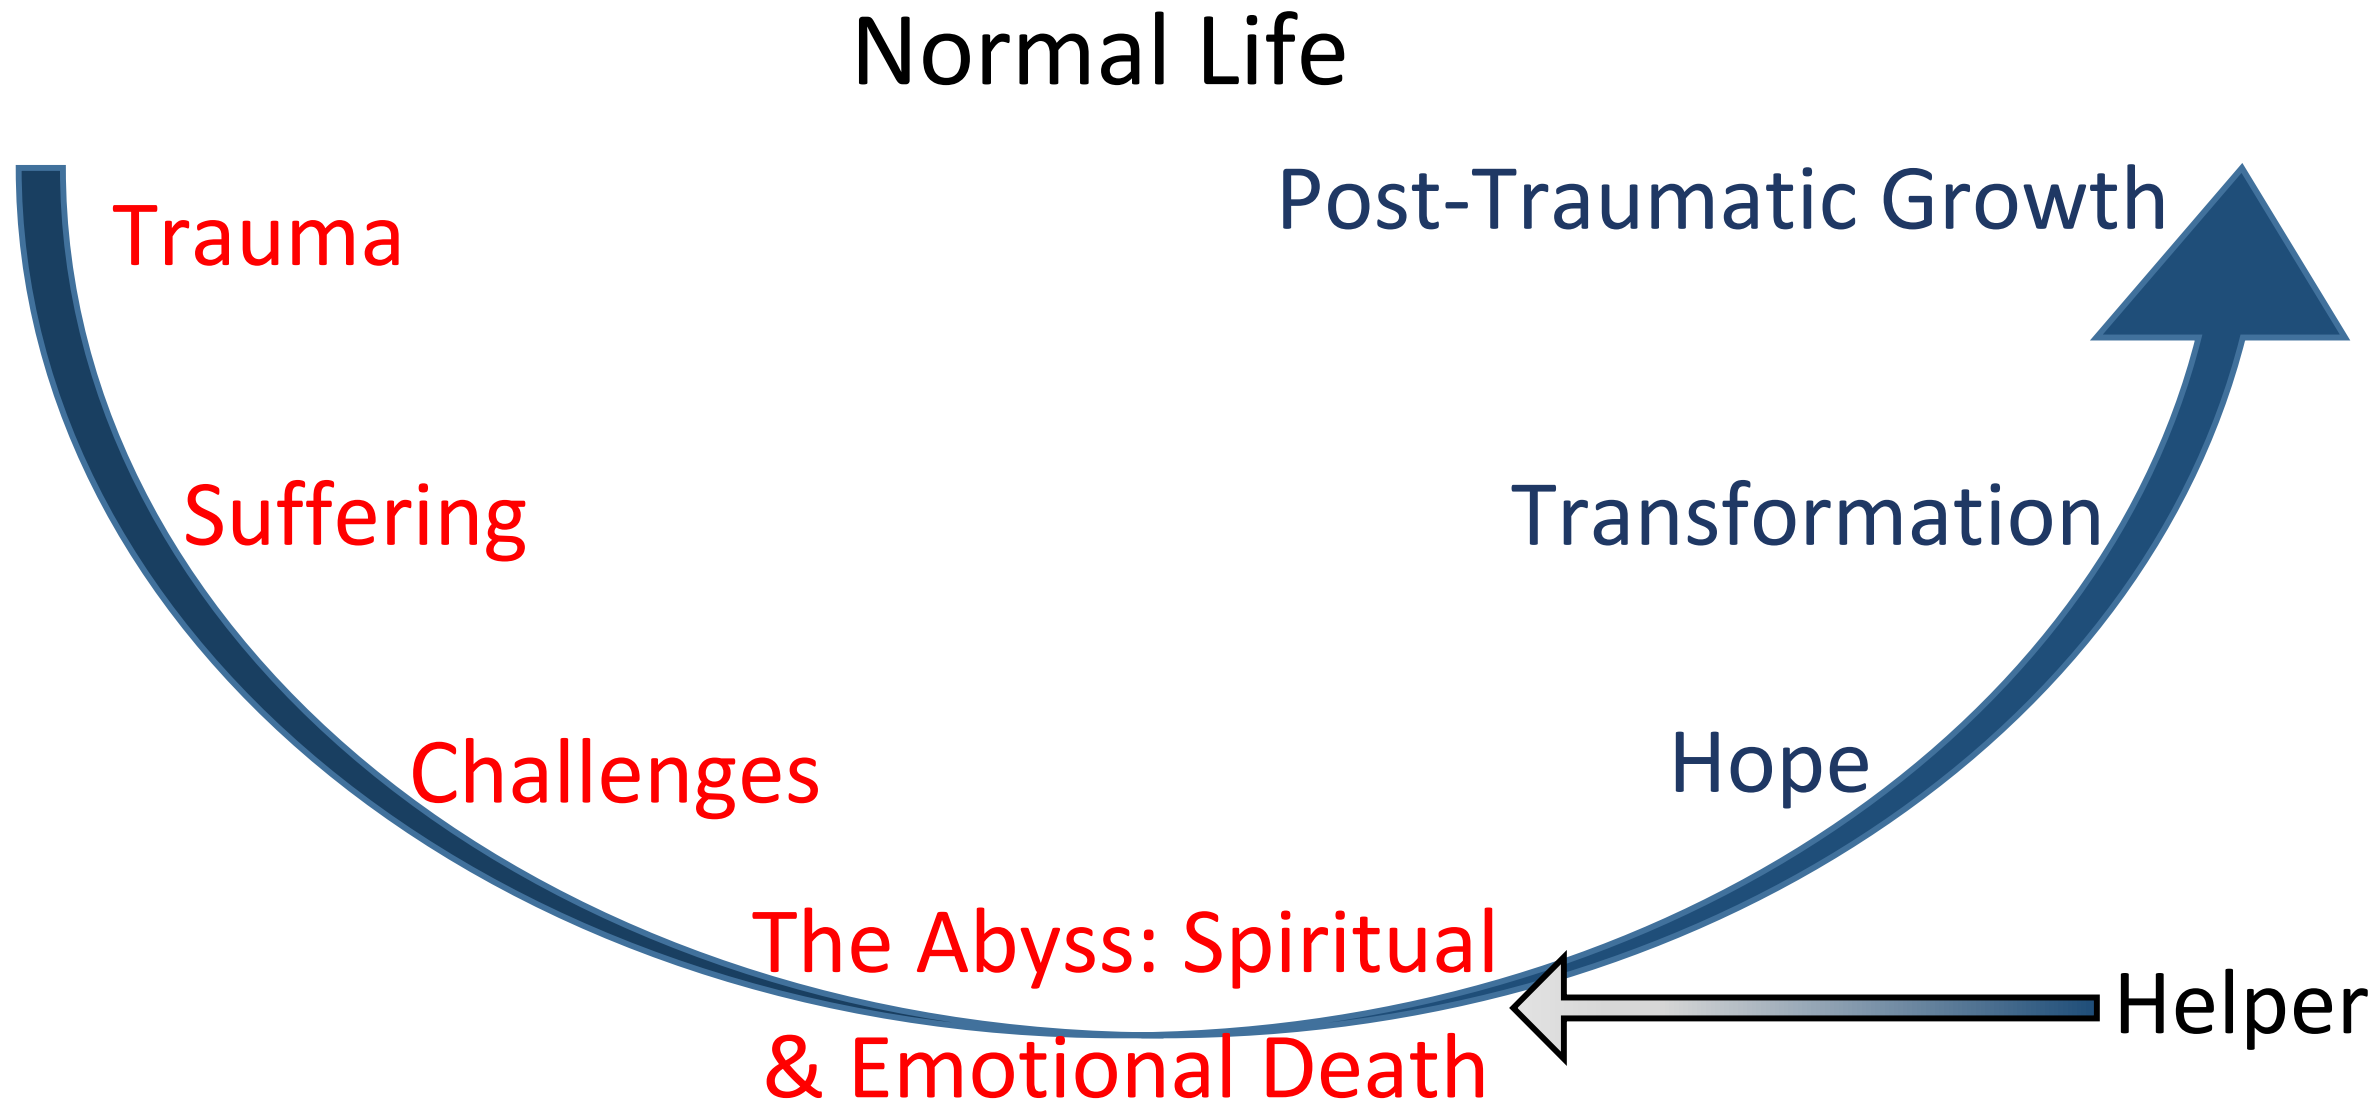 Normal Life
Trauma
Post-Traumatic Growth
Suffering
Transformation
Challenges
Hope
The Abyss: Spiritual
& Emotional Death
Helper